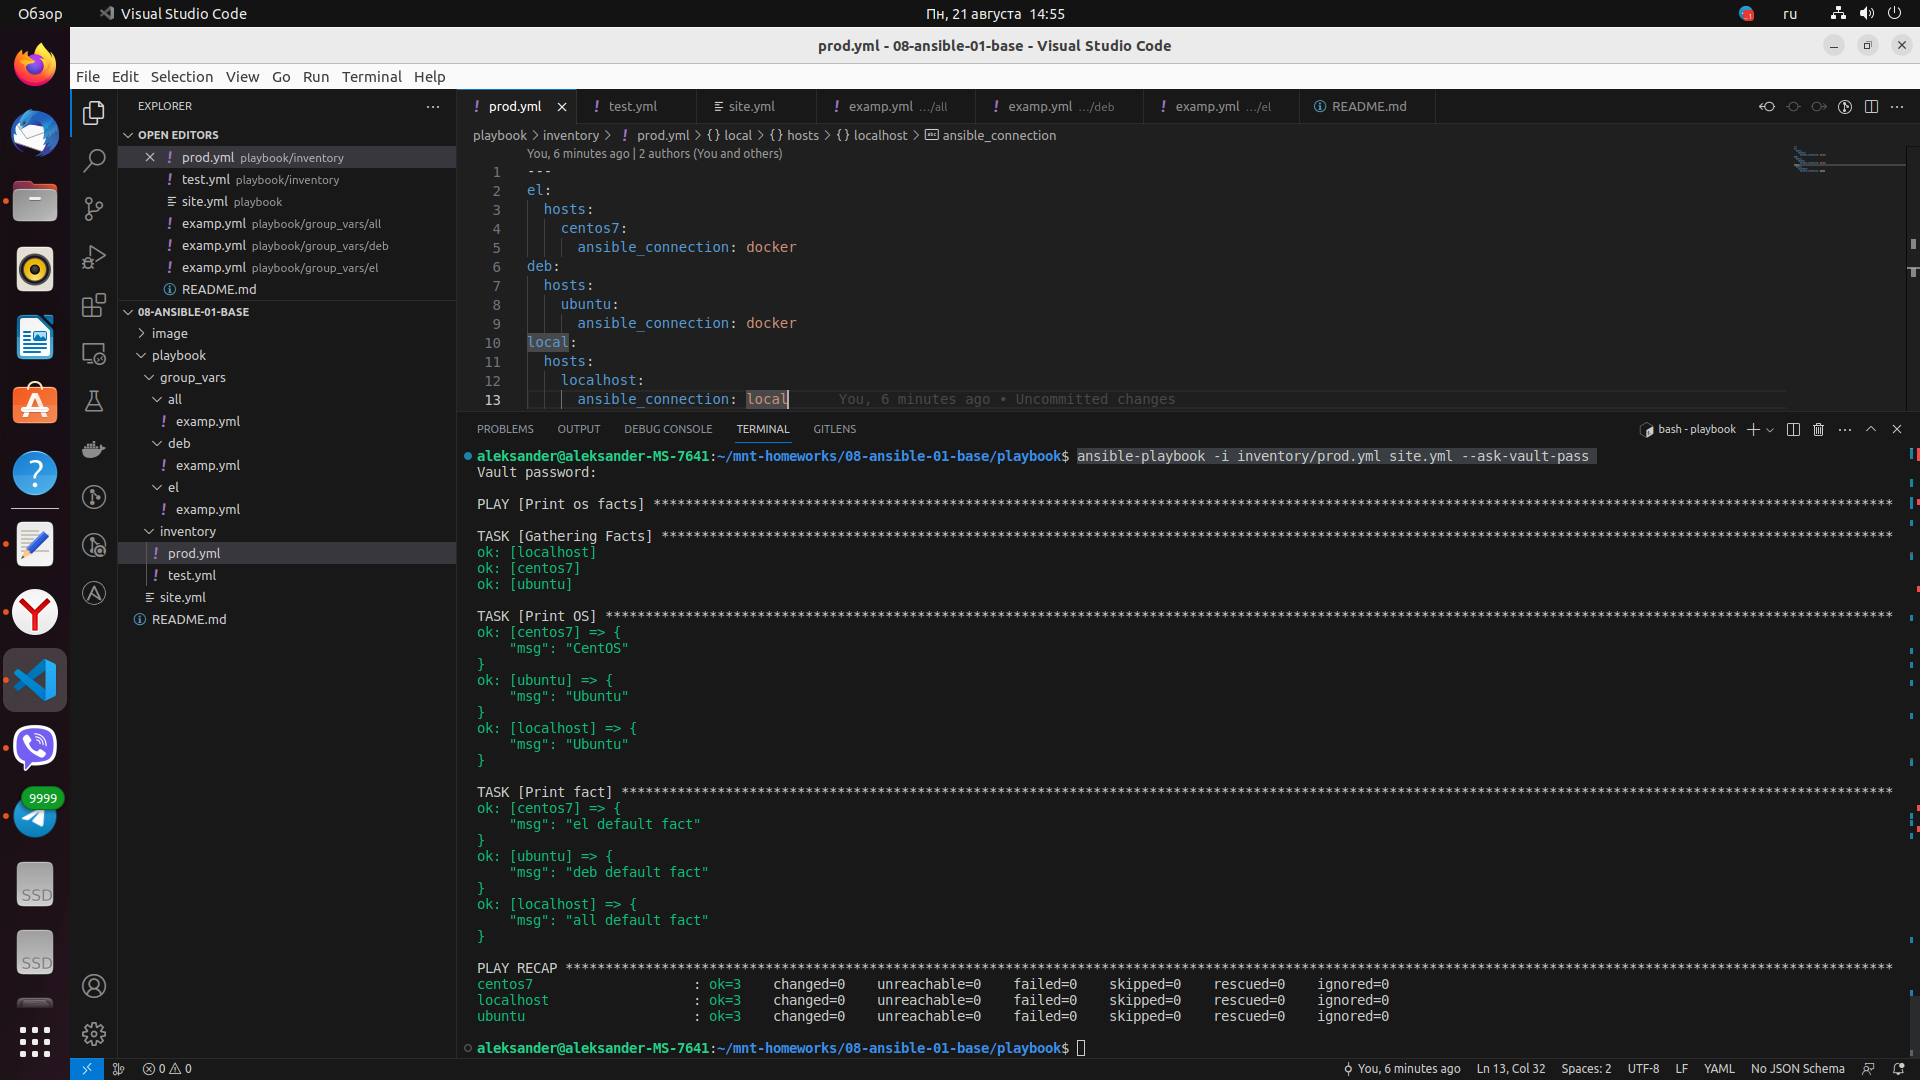 Обзор
Visual Studio Code
Пн, 21 августа 14:55
ru
prod.yml - 08-ansible-01-base - Visual Studio Code
File Edit Selection View Go Run Terminal Help
EXPLORER
OPEN EDITORS
prod.yml playbook/inventory
test.yml playbook/inventory
site.yml playbook
examp.yml playbook/group_vars/all
examp.yml playbook/group_vars/deb
examp.yml playbook/group_vars/el
README.md
08-ANSIBLE-01-BASE
image
playbook
group_vars
all
examp.yml
deb
examp.yml
el
examp.yml
inventory
prod.yml
test.yml
site.yml
README.md
9999
SSD
SSD
prod.yml test.yml site.yml examp.yml .../all examp.yml .../deb examp.yml .../el README.md
playbook > inventory > ! prod.yml > {} local > {} hosts > {} localhost > abc ansible_connection
You, 6 minutes ago | 2 authors (You and others)
1 ---
2 el:
3 hosts:
4 centos7:
5 ansible_connection: docker
6 deb:
7 hosts:
8 ubuntu:
9 ansible_connection: docker
10 local:
11 hosts:
12 localhost:
13 ansible_connection: local You, 6 minutes ago • Uncommitted changes
PROBLEMS OUTPUT DEBUG CONSOLE TERMINAL GITLENS
bash - playbook
aleksander@aleksander-MS-7641:~/mnt-homeworks/08-ansible-01-base/playbook$ ansible-playbook -i inventory/prod.yml site.yml --ask-vault-pass
Vault password:
PLAY [Print os facts] ***
TASK [Gathering Facts] ***
ok: [localhost]
ok: [centos7]
ok: [ubuntu]
TASK [Print OS] ***
ok: [centos7] => {
"msg": "CentOS"
}
ok: [ubuntu] => {
"msg": "Ubuntu"
}
ok: [localhost] => {
"msg": "Ubuntu"
}
TASK [Print fact] ***
ok: [centos7] => {
"msg": "el default fact"
}
ok: [ubuntu] => {
"msg": "deb default fact"
}
ok: [localhost] => {
"msg": "all default fact"
}
PLAY RECAP ***
centos7 : ok=3 changed=0 unreachable=0 failed=0 skipped=0 rescued=0 ignored=0
localhost : ok=3 changed=0 unreachable=0 failed=0 skipped=0 rescued=0 ignored=0
ubuntu : ok=3 changed=0 unreachable=0 failed=0 skipped=0 rescued=0 ignored=0
aleksander@aleksander-MS-7641:~/mnt-homeworks/08-ansible-01-base/playbook$
0 0
You, 6 minutes ago Ln 13, Col 32 Spaces: 2 UTF-8 LF YAML No JSON Schema